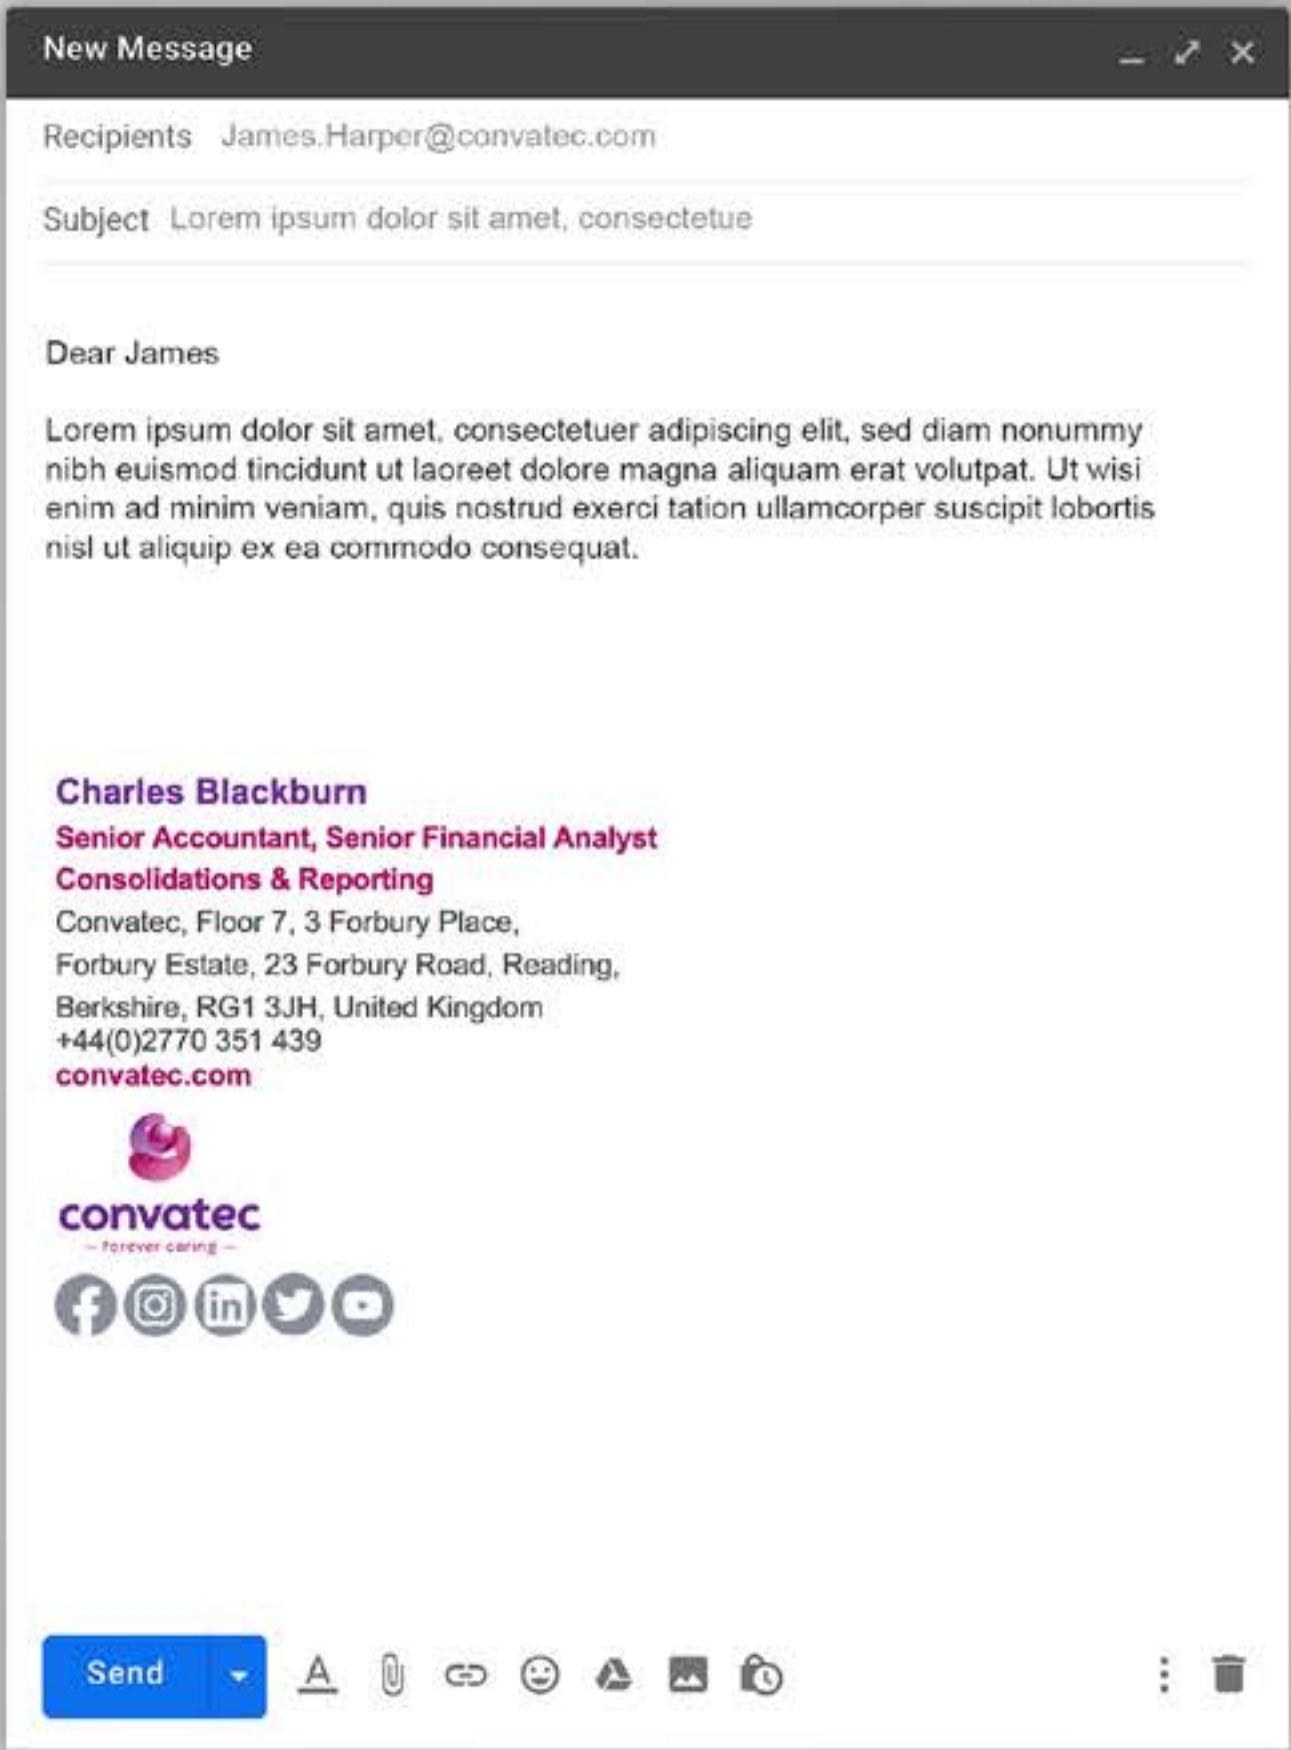 New Message
Recipients James.Harper@convatec.com
Subject Lorem ipsum dolor sit amet, consectetue
Dear James
Lorem ipsum dolor sit amet, consectetuer adipiscing elit, sed diam nonummy
nibh euismod tincidunt ut laoreet dolore magna aliquam erat volutpat. Ut wisi
enim ad minim veniam, quis nostrud exerci tation ullamcorper suscipit lobortis
nisl ut aliquip ex ea commodo consequat.
Charles Blackburn
Senior Accountant, Senior Financial Analyst
Consolidations & Reporting
Convatec, Floor 7, 3 Forbury Place,
Forbury Estate, 23 Forbury Road, Reading,
Berkshire, RG1 3JH, United Kingdom
+44(0)2770 351 439
convatec.com
convatec
– forever caring –
in
Send
A